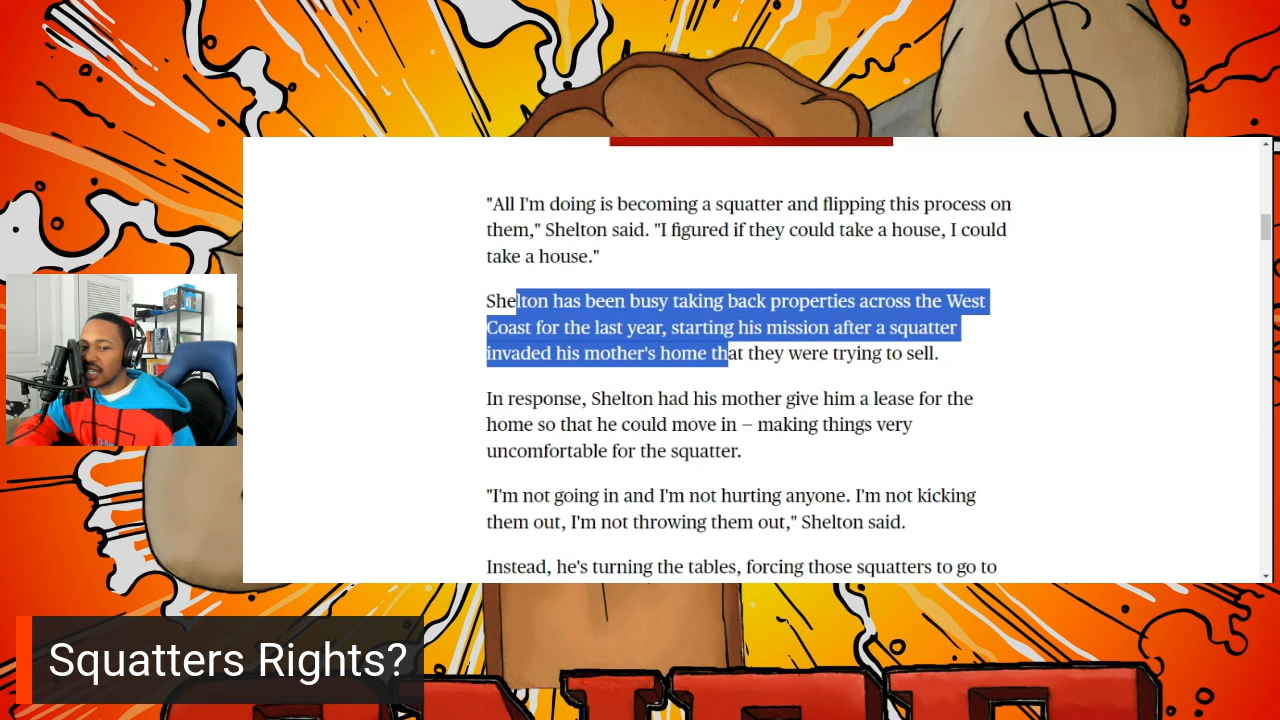 "All I'm doing is becoming a squatter and flipping this process on
them," Shelton said. "I figured if they could take a house, I could
take a house."
Shelton has been busy taking back properties across the West
Coast for the last year, starting his mission after a squatter
invaded his mother's home that they were trying to sell.
In response, Shelton had his mother give him a lease for the
home so that he could move in – making things very
uncomfortable for the squatter.
"I'm not going in and I'm not hurting anyone. I'm not kicking
them out, I'm not throwing them out," Shelton said.
Instead, he's turning the tables, forcing those squatters to go to
Squatters Rights?